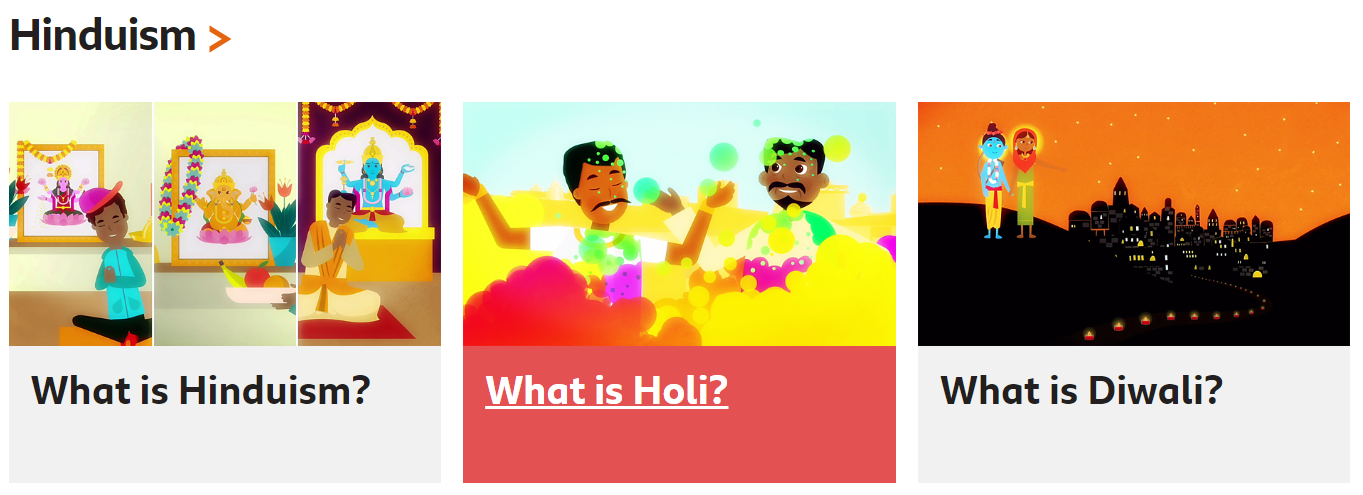 Hinduism >
What is Hinduism?
What is Holi?
What is Diwali?